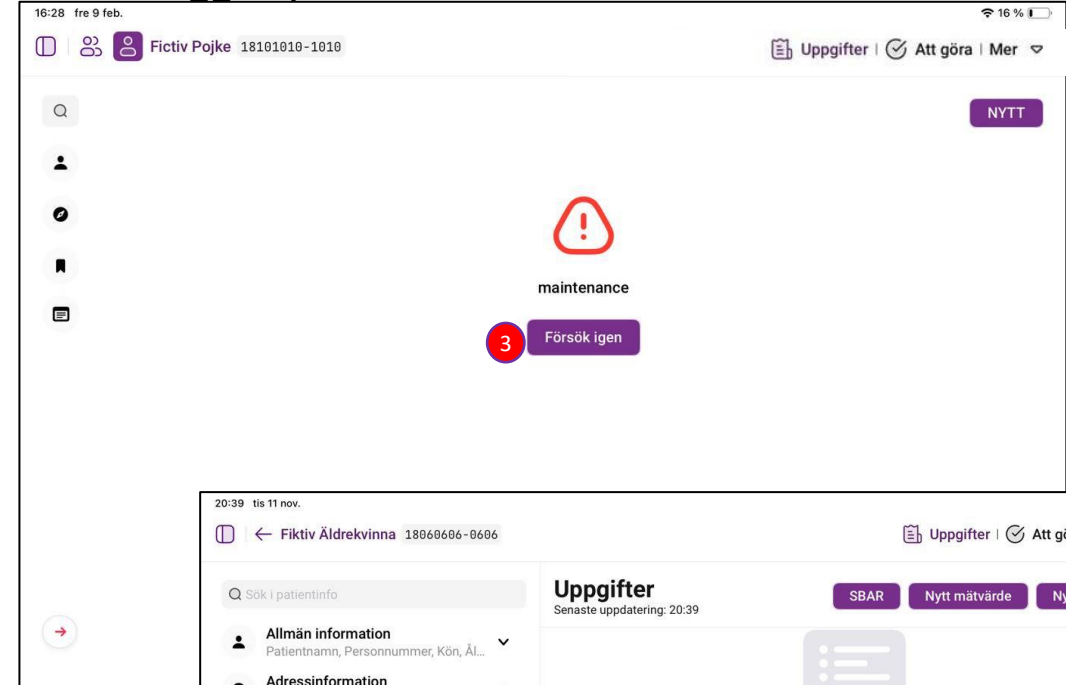 16:28 fre 9 feb.
16 %
Fictiv Pojke 18101010-1010
Uppgifter | Att göra | Mer
NYTT
maintenance
3 Försök igen
20:39 tis 11 nov.
Fiktiv Äldrekvinna 18060606-0606
Uppgifter | Att gö
Sök i patientinfo
Uppgifter
SBAR Nytt mätvärde Ny
Senaste uppdatering: 20:39
Allmän information
Patientnamn, Personnummer, Kön, Ål...
Adressinformation